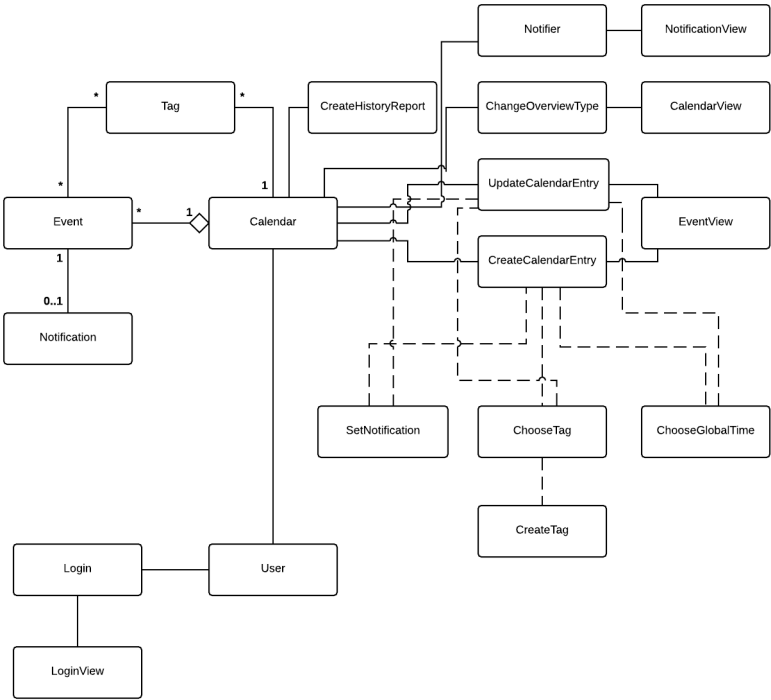 Notifier
NotificationView
*
Tag
*
CreateHistoryReport
ChangeOverviewType
CalendarView
*
1
UpdateCalendarEntry
Event
*
1
Calendar
EventView
1
CreateCalendarEntry
0..1
Notification
SetNotification
ChooseTag
ChooseGlobalTime
CreateTag
Login
User
LoginView